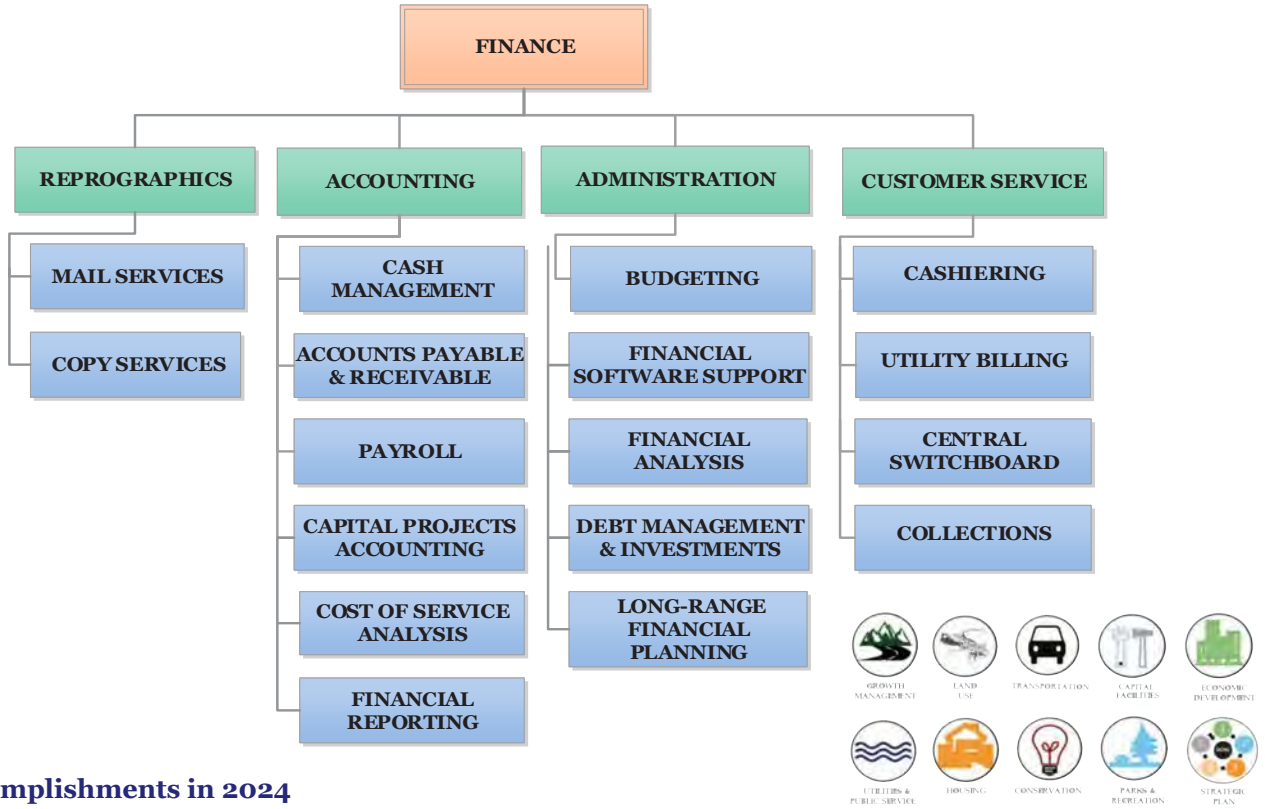 FINANCE
REPROGRAPHICS
ACCOUNTING
ADMINISTRATION
CUSTOMER SERVICE
MAIL SERVICES
COPY SERVICES
CASH
MANAGEMENT
ACCOUNTS PAYABLE
& RECEIVABLE
PAYROLL
CAPITAL PROJECTS
ACCOUNTING
COST OF SERVICE
ANALYSIS
FINANCIAL
REPORTING
BUDGETING
FINANCIAL
SOFTWARE SUPPORT
FINANCIAL
ANALYSIS
DEBT MANAGEMENT
& INVESTMENTS
LONG-RANGE
FINANCIAL
PLANNING
CASHIERING
UTILITY BILLING
CENTRAL
SWITCHBOARD
COLLECTIONS
GROWTH
MANAGEMENT
LAND
USE
TRANSPORTATION
CAPITAL
FACILITIES
ECONOMIC
DEVELOPMENT
UTILITIES &
PUBLIC SERVICE
HOUSING
CONSERVATION
PARKS &
RECREATION
STRATEGIC
PLAN
mplishments in 2024